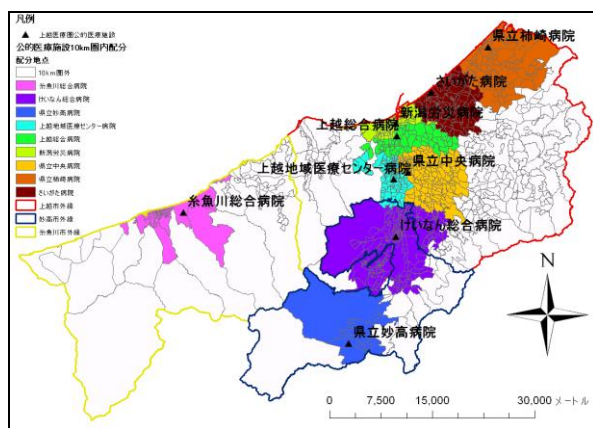 凡例
▲ 上越医療圏公的医療施設
公的医療施設10km圏内配分
配分地点
10km圏外
糸魚川総合病院
けいなん総合病院
県立妙高病院
上越地域医療センター病院
上越総合病院
新潟労災病院
県立中央病院
県立柿崎病院
さいがた病院
上越市外線
妙高市外線
糸魚川市外線
県立柿崎病院
さいがた病院
新潟労災病院
上越総合病院
県立中央病院
上越地域医療センター病院
糸魚川総合病院
けいなん総合病院
県立妙高病院
N
0 7,500 15,000 30,000 メートル